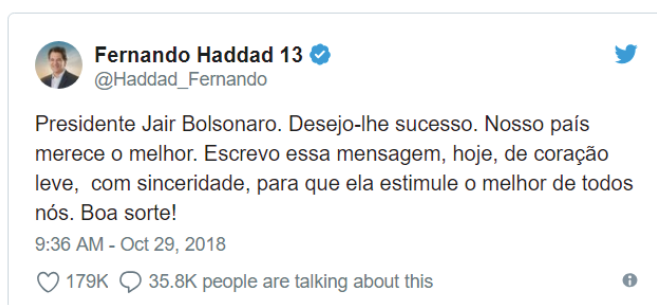 Fernando Haddad 13
@Haddad_Fernando
Presidente Jair Bolsonaro. Desejo-lhe sucesso. Nosso país
merece o melhor. Escrevo essa mensagem, hoje, de coração
leve, com sinceridade, para que ela estimule o melhor de todos
nós. Boa sorte!
9:36 AM - Oct 29, 2018
179K 35.8K people are talking about this